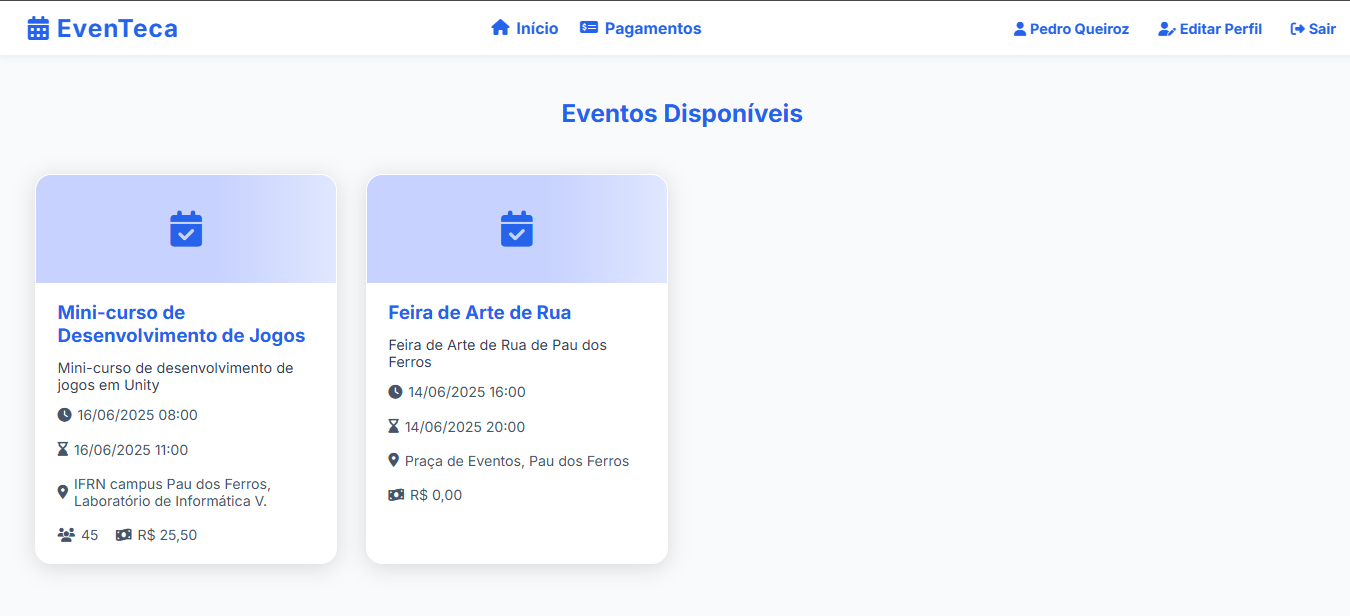 EvenTeca
Início
Pagamentos
Pedro Queiroz
Editar Perfil
Sair
Eventos Disponíveis
Mini-curso de
Desenvolvimento de Jogos
Mini-curso de desenvolvimento de
jogos em Unity
16/06/2025 08:00
16/06/2025 11:00
IFRN campus Pau dos Ferros,
Laboratório de Informática V.
45
R$ 25,50
Feira de Arte de Rua
Feira de Arte de Rua de Pau dos
Ferros
14/06/2025 16:00
14/06/2025 20:00
Praça de Eventos, Pau dos Ferros
R$ 0,00